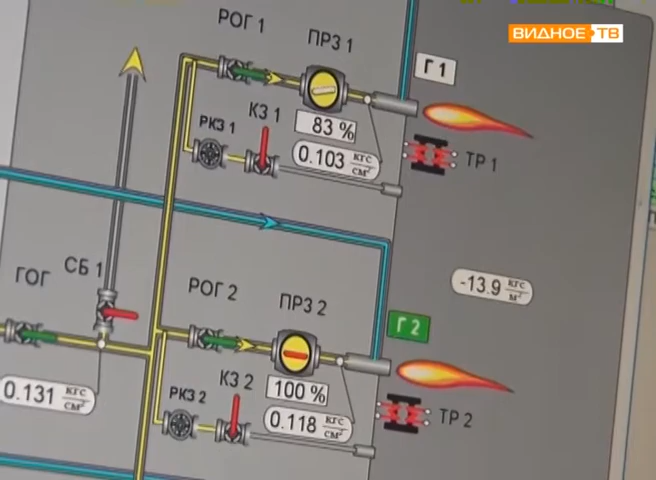 ВИДНОЕ ТВ
РОГ 1
ПРЗ 1
Г 1
РКЗ 1
КЗ 1
83 %
0.103 кгс/см²
ТР 1
ГОГ
СБ 1
РОГ 2
ПРЗ 2
-13.9 кгс/м²
Г 2
0.131 кгс/см²
РКЗ 2
КЗ 2
100 %
0.118 кгс/см²
ТР 2